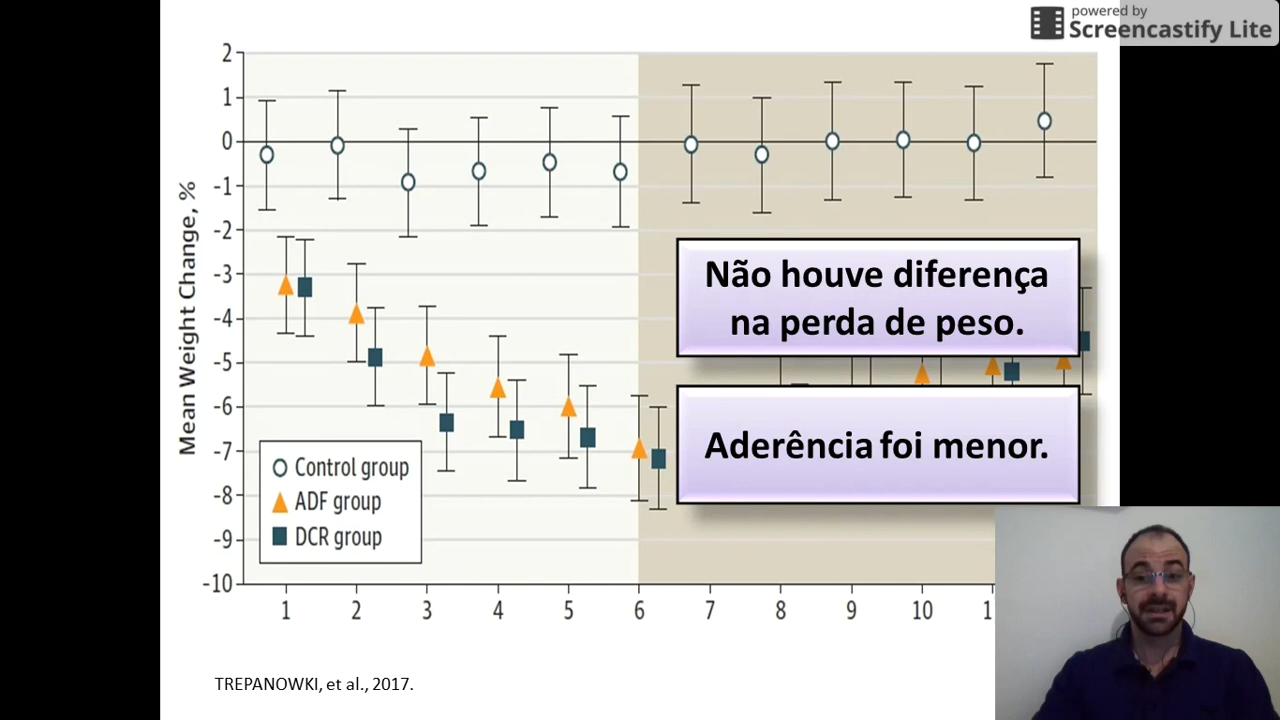 powered by
Screencastify Lite
2
1
0
-1
-2
-3
-4
-5
-6
-7
-8
-9
-10
Mean Weight Change, %
Não houve diferença
na perda de peso.
Aderência foi menor.
Control group
ADF group
DCR group
1 2 3 4 5 6 7 8 9 10 1
TREPANOWKI, et al., 2017.